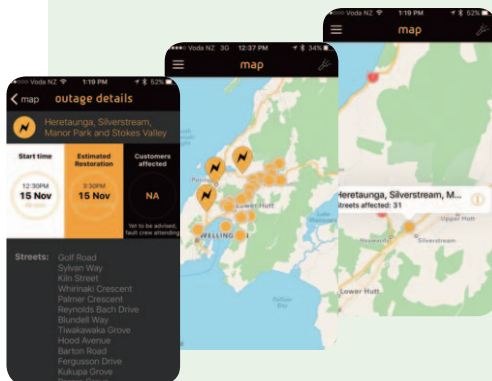 Voda NZ 1:19 PM 52%
map outage details
Heretaunga, Silverstream,
Manor Park and Stokes Valley
Start time
12:30PM
15 Nov
Estimated
Restoration
9:30PM
15 Nov
Customers
affected
NA
Yet to be advised,
fault crew attending
Streets:
Golf Road
Sylvan Way
Kiln Street
Whirinaki Crescent
Palmer Crescent
Reynolds Bach Drive
Blundell Way
Tiwakawaka Grove
Hood Avenue
Barton Road
Fergusson Drive
Kukupa Grove
Voda NZ 3G 12:37 PM 34%
map
Lower Hutt
WELLING
Voda NZ 1:19 PM 52%
map
Heretaunga, Silverstream, M...
Streets affected: 31
Upper Hutt
Silverstream
Lower Hutt